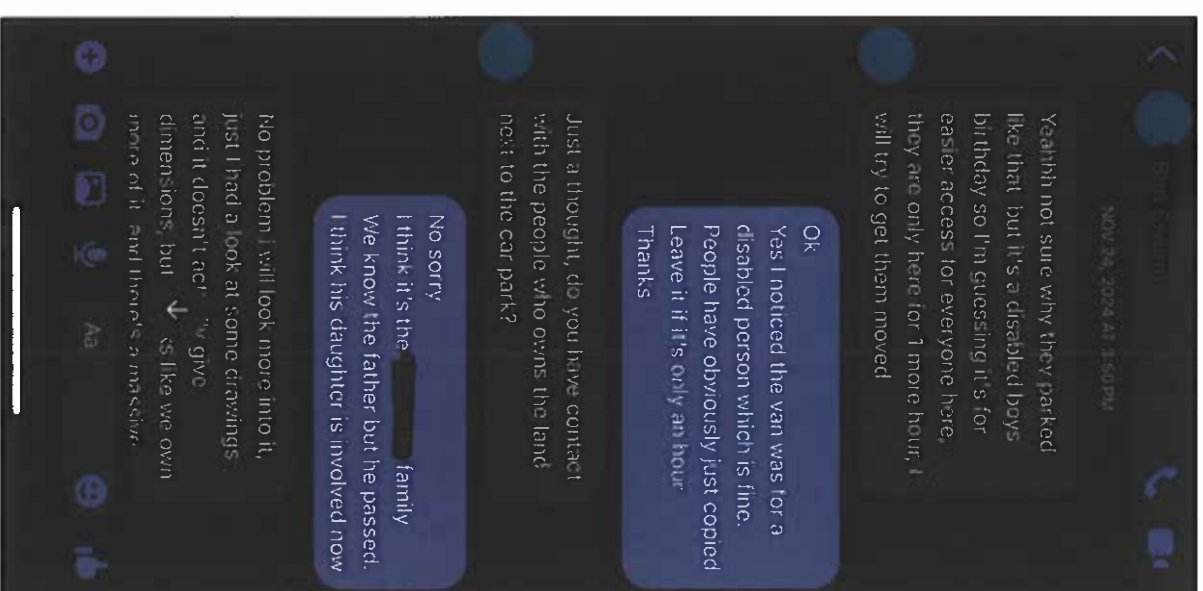 NOV 24, 2024 AT 3:50 PM
Yeahhh not sure why they parked
like that but it's a disabled boys
birthday so I'm guessing it's for
easier access for everyone here,
they are only here for 1 more hour, I
will try to get them moved
Ok
Yes I noticed the van was for a
disabled person which is fine.
People have obviously just copied
Leave it if it's only an hour
Thanks
Just a thought, do you have contact
with the people who owns the land
next to the car park?
No sorry
I think it's the family
We know the father but he passed.
I think his daughter is involved now
No problem i will look more into it,
just I had a look at some drawings
and it doesn't give
dimensions, but like we own
more of it and there's a massive
Aa